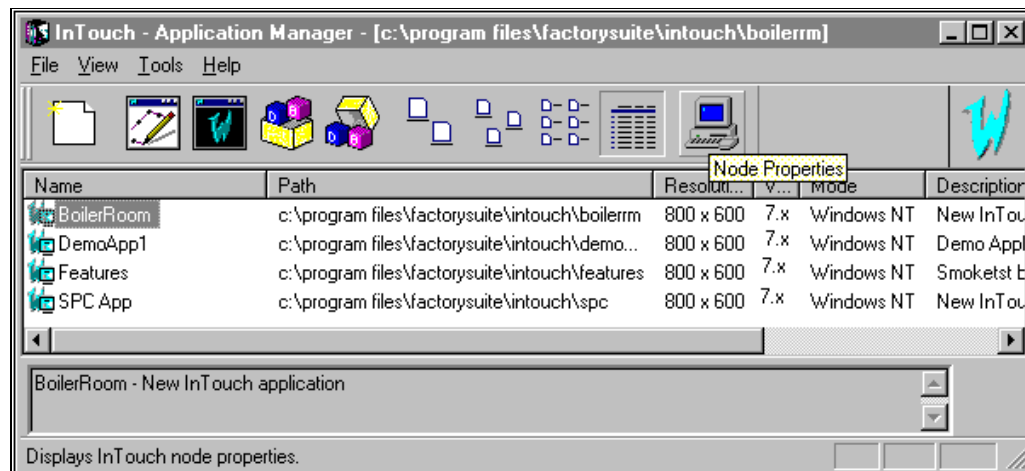 InTouch - Application Manager - [c:\program files\factorysuite\intouch\boilerrm]
File View Tools Help
Node Properties
Name Path Resoluti... V... Mode Description
BoilerRoom c:\program files\factorysuite\intouch\boilerrm 800 x 600 7.x Windows NT New InTou
DemoApp1 c:\program files\factorysuite\intouch\demo... 800 x 600 7.x Windows NT Demo Appl
Features c:\program files\factorysuite\intouch\features 800 x 600 7.x Windows NT Smoketst b
SPC App c:\program files\factorysuite\intouch\spc 800 x 600 7.x Windows NT New InTou
BoilerRoom - New InTouch application
Displays InTouch node properties.